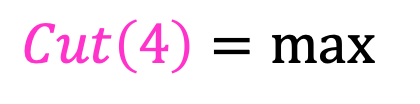 Cut(4) = max